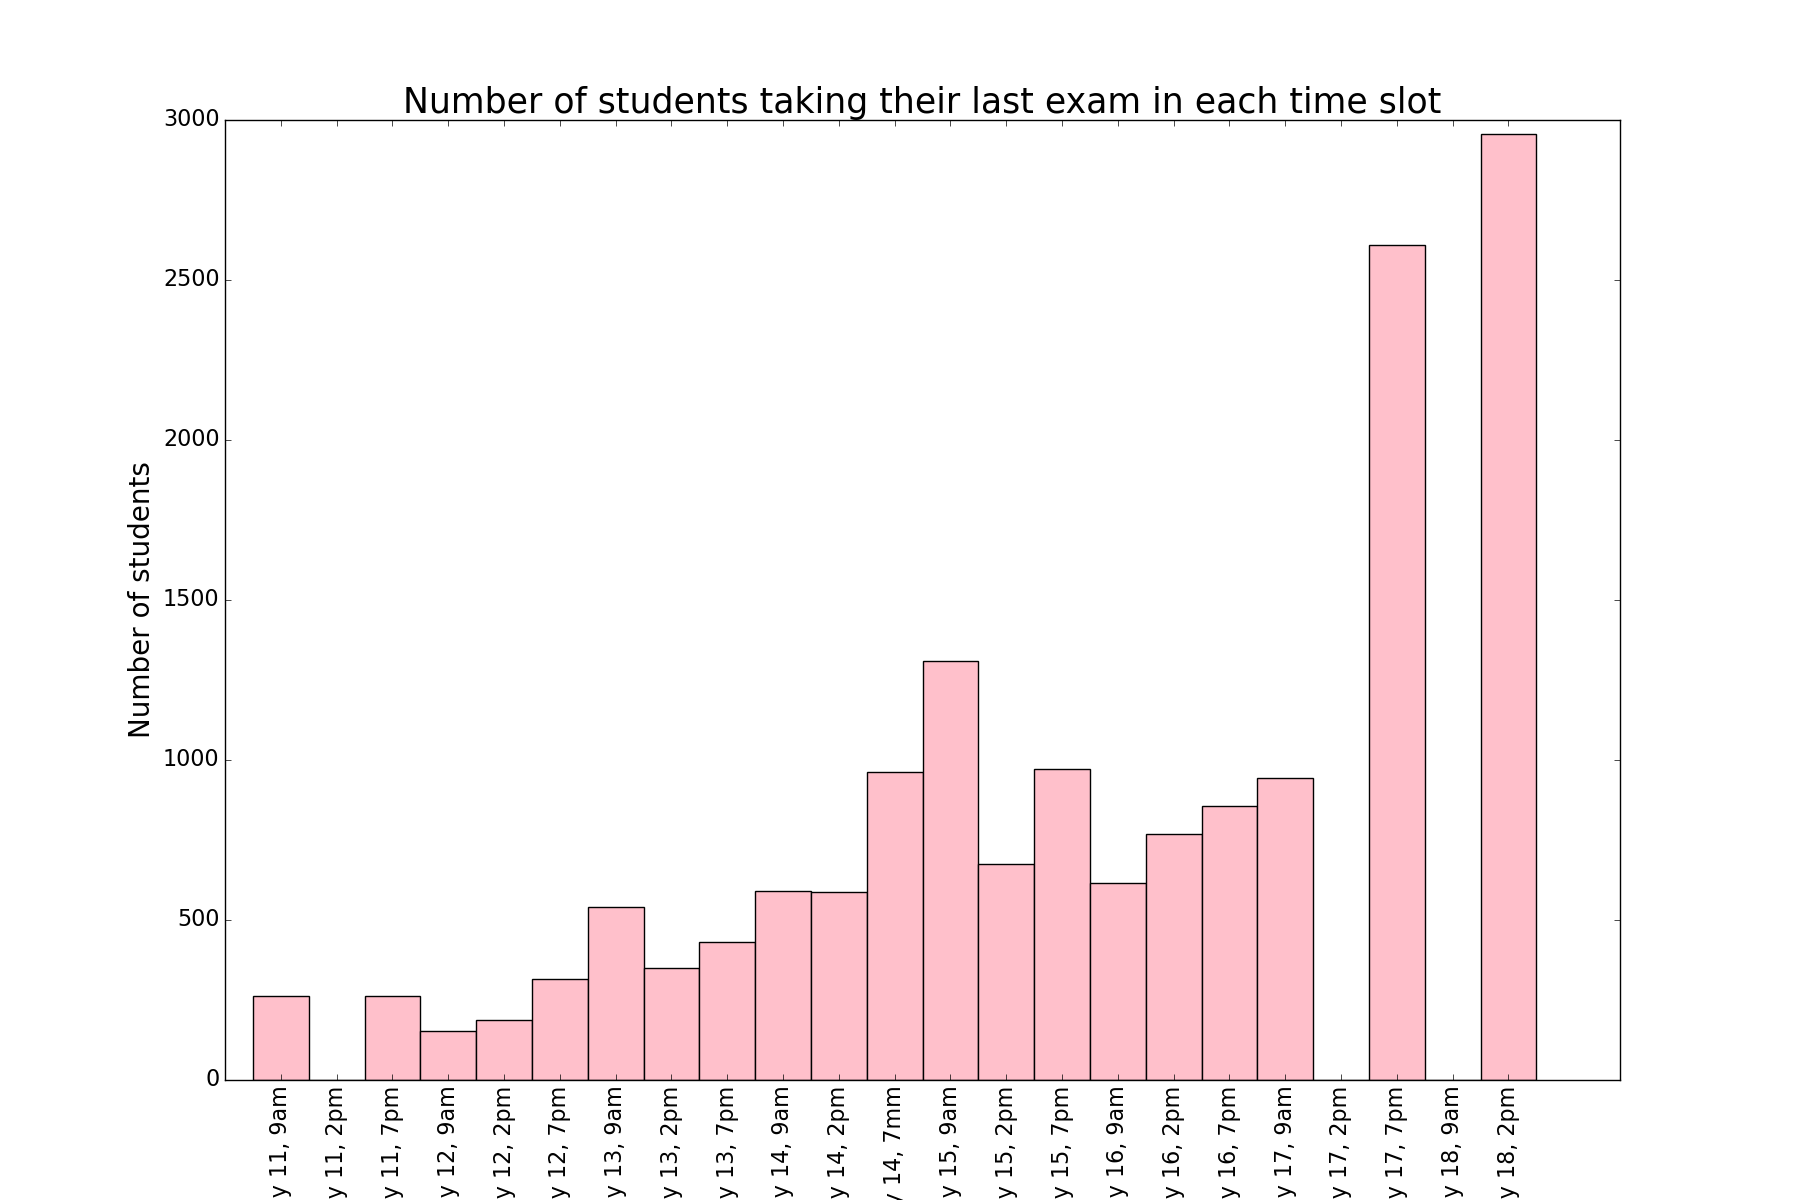 Number of students taking their last exam in each time slot
3000
2500
2000
1500
1000
500
0
Number of students
y 11, 9am
y 11, 2pm
y 11, 7pm
y 12, 9am
y 12, 2pm
y 12, 7pm
y 13, 9am
y 13, 2pm
y 13, 7pm
y 14, 9am
y 14, 2pm
y 14, 7mm
y 15, 9am
y 15, 2pm
y 15, 7pm
y 16, 9am
y 16, 2pm
y 16, 7pm
y 17, 9am
y 17, 2pm
y 17, 7pm
y 18, 9am
y 18, 2pm